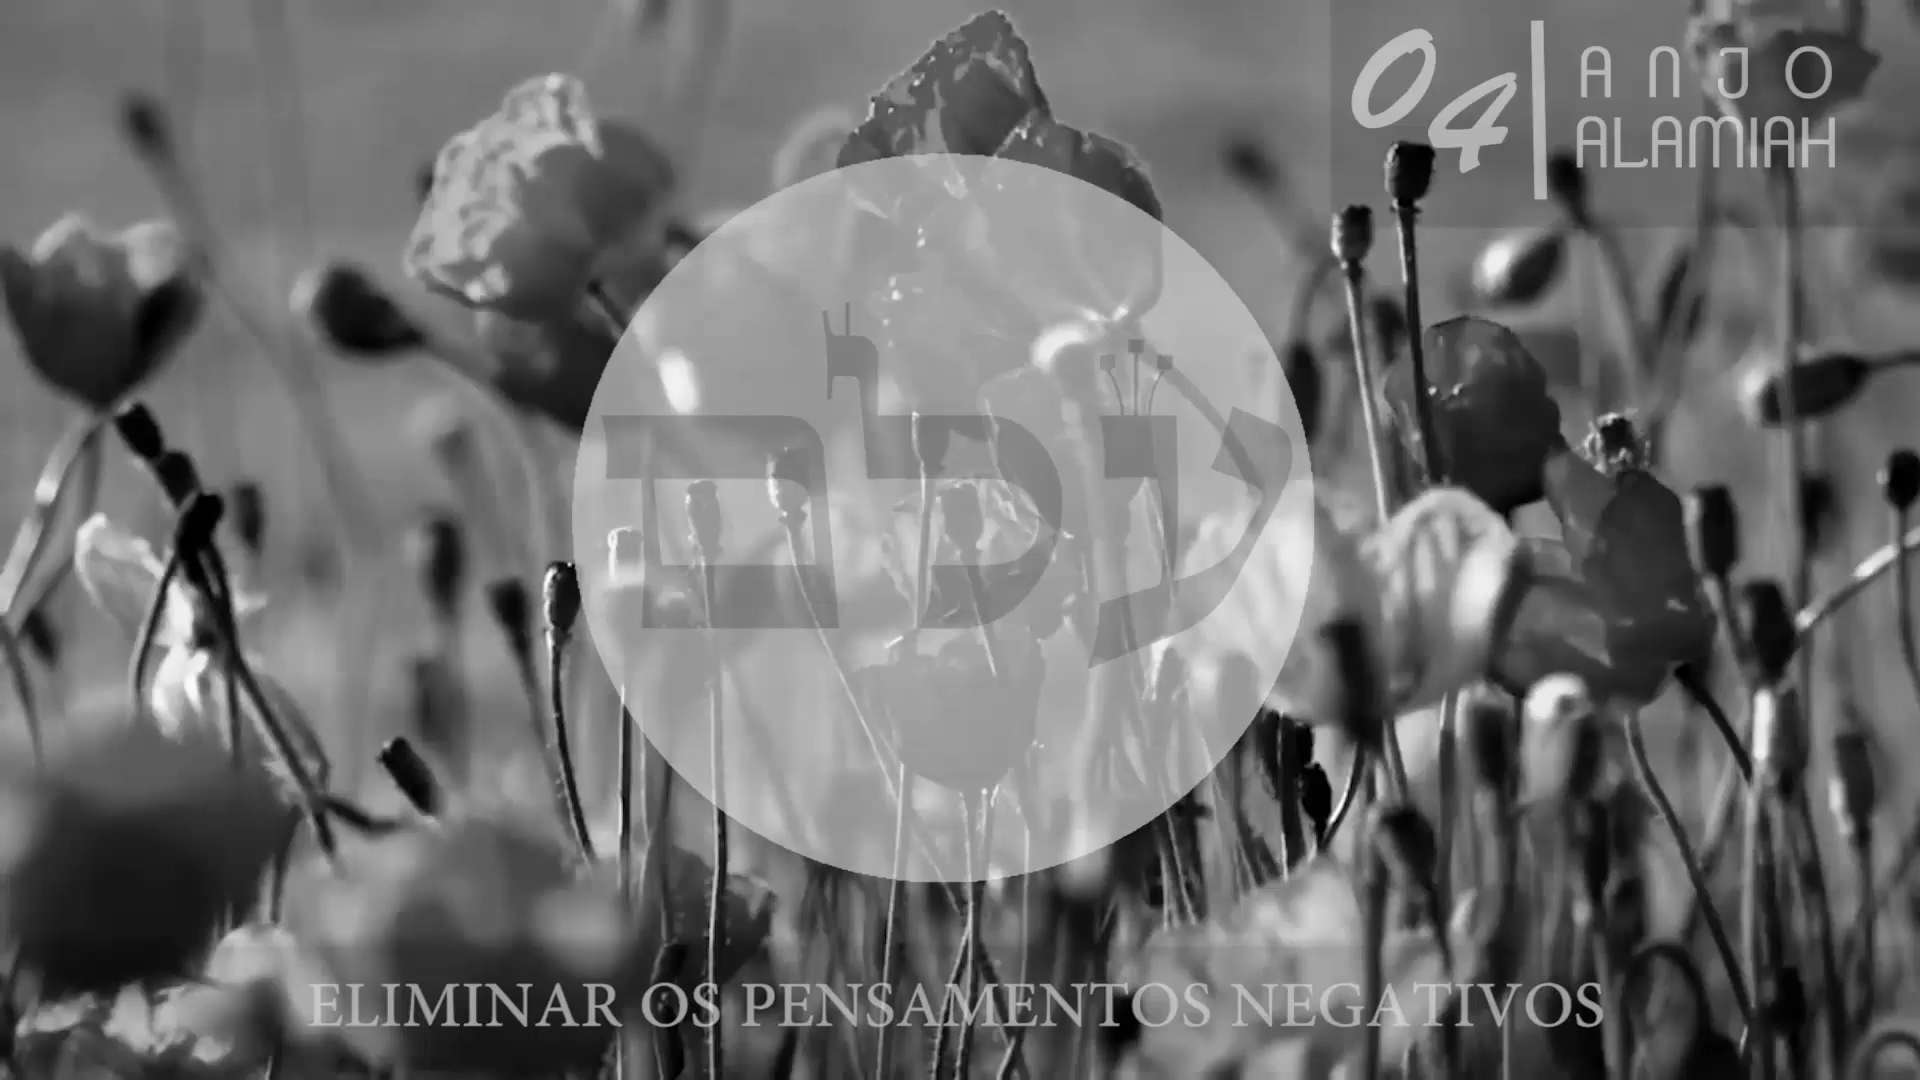 04
ANJO
ALAMIAH
עלם
ELIMINAR OS PENSAMENTOS NEGATIVOS